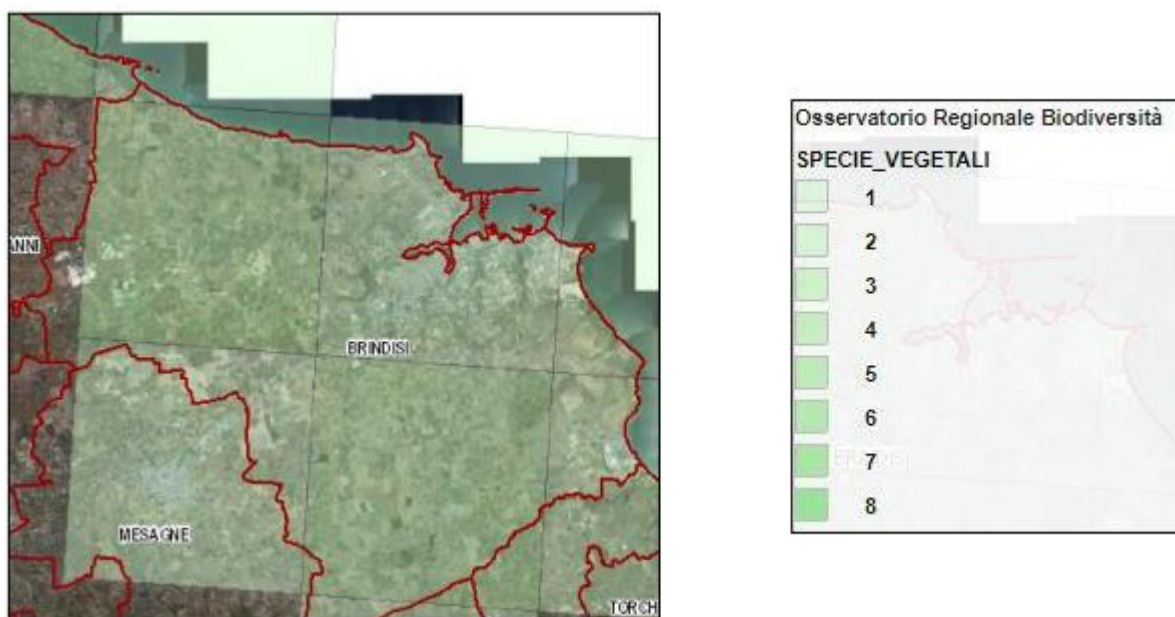 ANNI
BRINDISI
MESAGNE
TORCH
Osservatorio Regionale Biodiversità
SPECIE_VEGETALI
1
2
3
4
5
6
7
8